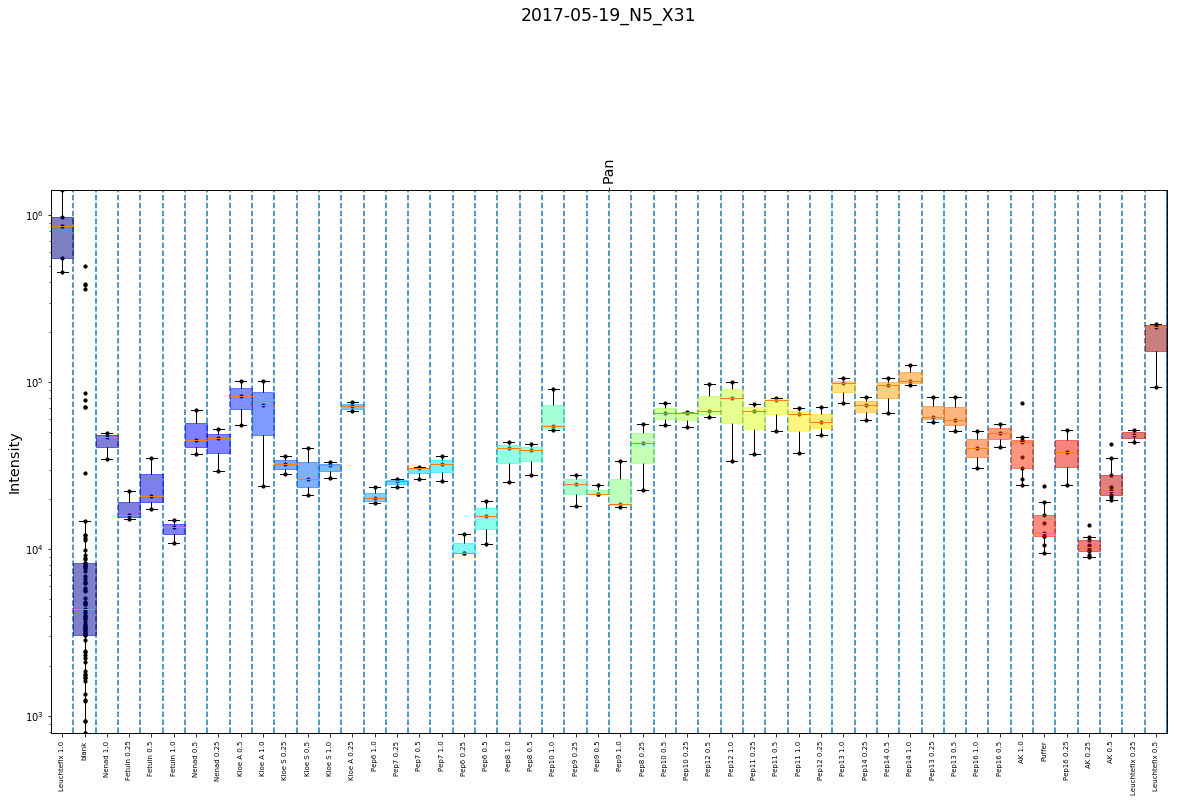 2017-05-19_N5_X31
Pan
Intensity
10⁶
10⁵
10⁴
10³
Leuchtefix 1.0
blank
Nenad 1.0
Fetuin 0.25
Fetuin 0.5
Fetuin 1.0
Nenad 0.5
Nenad 0.25
Kloe A 0.5
Kloe A 1.0
Kloe S 0.25
Kloe S 0.5
Kloe S 1.0
Kloe A 0.25
Pep6 1.0
Pep7 0.25
Pep7 0.5
Pep7 1.0
Pep6 0.25
Pep6 0.5
Pep8 1.0
Pep8 0.5
Pep10 1.0
Pep9 0.25
Pep9 0.5
Pep9 1.0
Pep8 0.25
Pep10 0.5
Pep10 0.25
Pep12 0.5
Pep12 1.0
Pep11 0.25
Pep11 0.5
Pep11 1.0
Pep12 0.25
Pep13 1.0
Pep14 0.25
Pep14 0.5
Pep14 1.0
Pep13 0.25
Pep13 0.5
Pep16 1.0
Pep16 0.5
AK 1.0
Puffer
Pep16 0.25
AK 0.25
AK 0.5
Leuchtefix 0.25
Leuchtefix 0.5